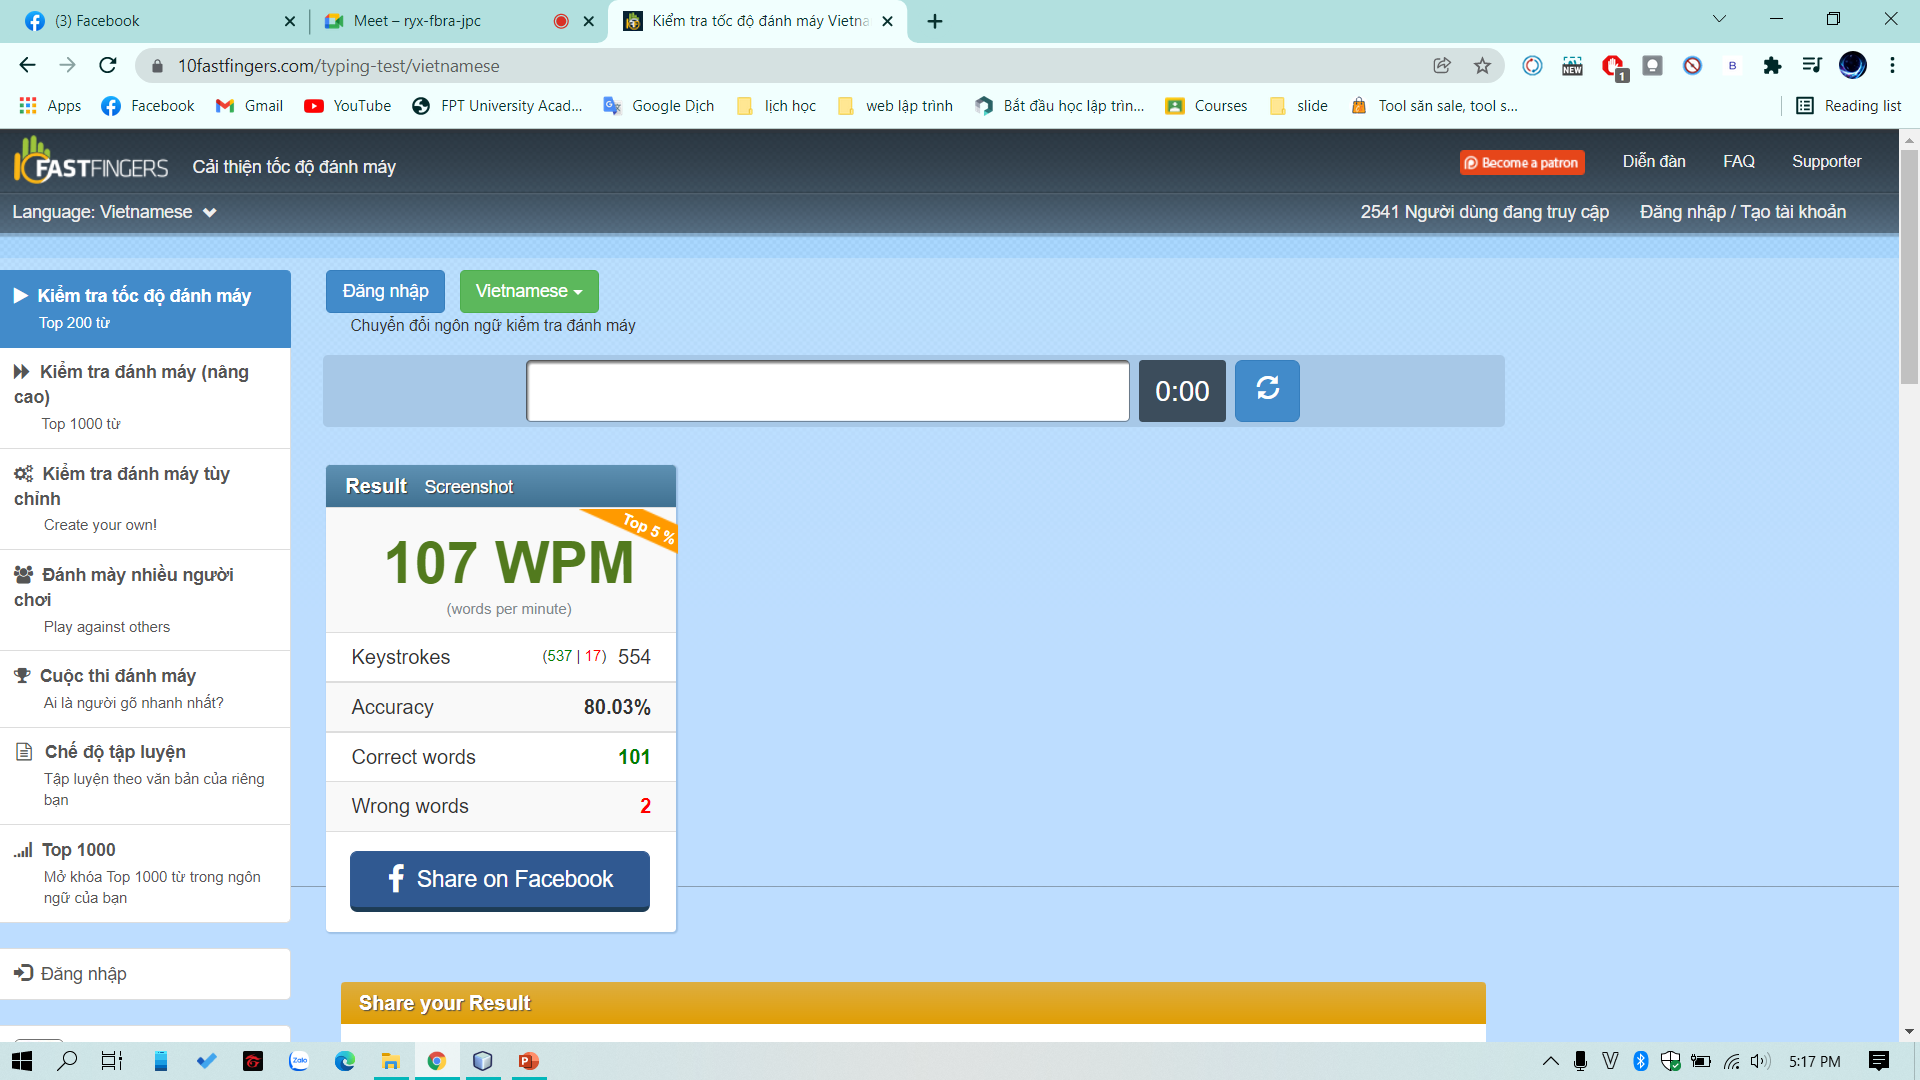 (3) Facebook
Meet – ryx-fbra-jpc
Kiểm tra tốc độ đánh máy Vietna
10fastfingers.com/typing-test/vietnamese
NEW
1
B
Apps
Facebook
Gmail
YouTube
FPT University Acad...
Google Dịch
lịch học
web lập trình
Bắt đầu học lập trìn...
Courses
slide
Tool săn sale, tool s...
Reading list
10FASTFINGERS
Cải thiện tốc độ đánh máy
Become a patron
Diễn đàn
FAQ
Supporter
Language: Vietnamese
2541 Người dùng đang truy cập
Đăng nhập / Tạo tài khoản
Kiểm tra tốc độ đánh máy
Top 200 từ
Kiểm tra đánh máy (nâng
cao)
Top 1000 từ
Kiểm tra đánh máy tùy
chỉnh
Create your own!
Đánh mày nhiều người
chơi
Play against others
Cuộc thi đánh máy
Ai là người gõ nhanh nhất?
Chế độ tập luyện
Tập luyện theo văn bản của riêng
bạn
Top 1000
Mở khóa Top 1000 từ trong ngôn
ngữ của bạn
Đăng nhập
Đăng nhập
Vietnamese
Chuyển đổi ngôn ngữ kiểm tra đánh máy
0:00
Result Screenshot
Top 5 %
107 WPM
(words per minute)
Keystrokes (537 | 17) 554
Accuracy 80.03%
Correct words 101
Wrong words 2
Share on Facebook
Share your Result
Zalo
5:17 PM